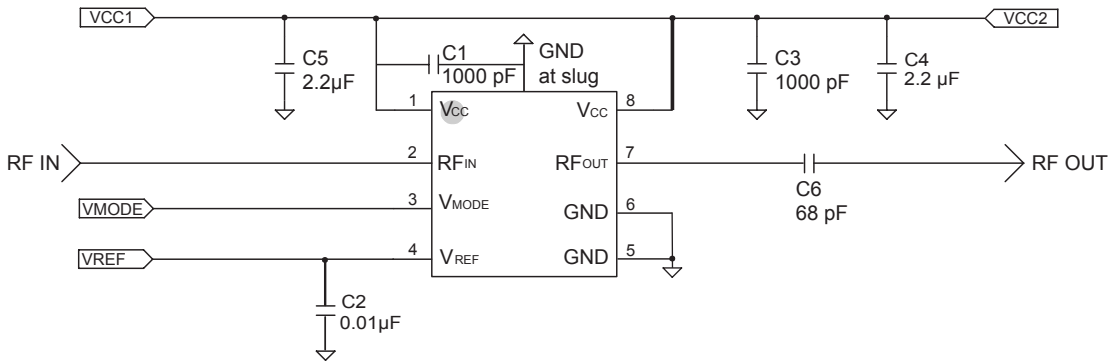 VCC1
VCC2
C5
2.2µF
C1
1000 pF
GND
at slug
C3
1000 pF
C4
2.2 µF
1
VCC
VCC
8
RF IN
2
RFIN
RFOUT
7
RF OUT
C6
68 pF
VMODE
3
VMODE
GND
6
VREF
4
VREF
GND
5
C2
0.01µF